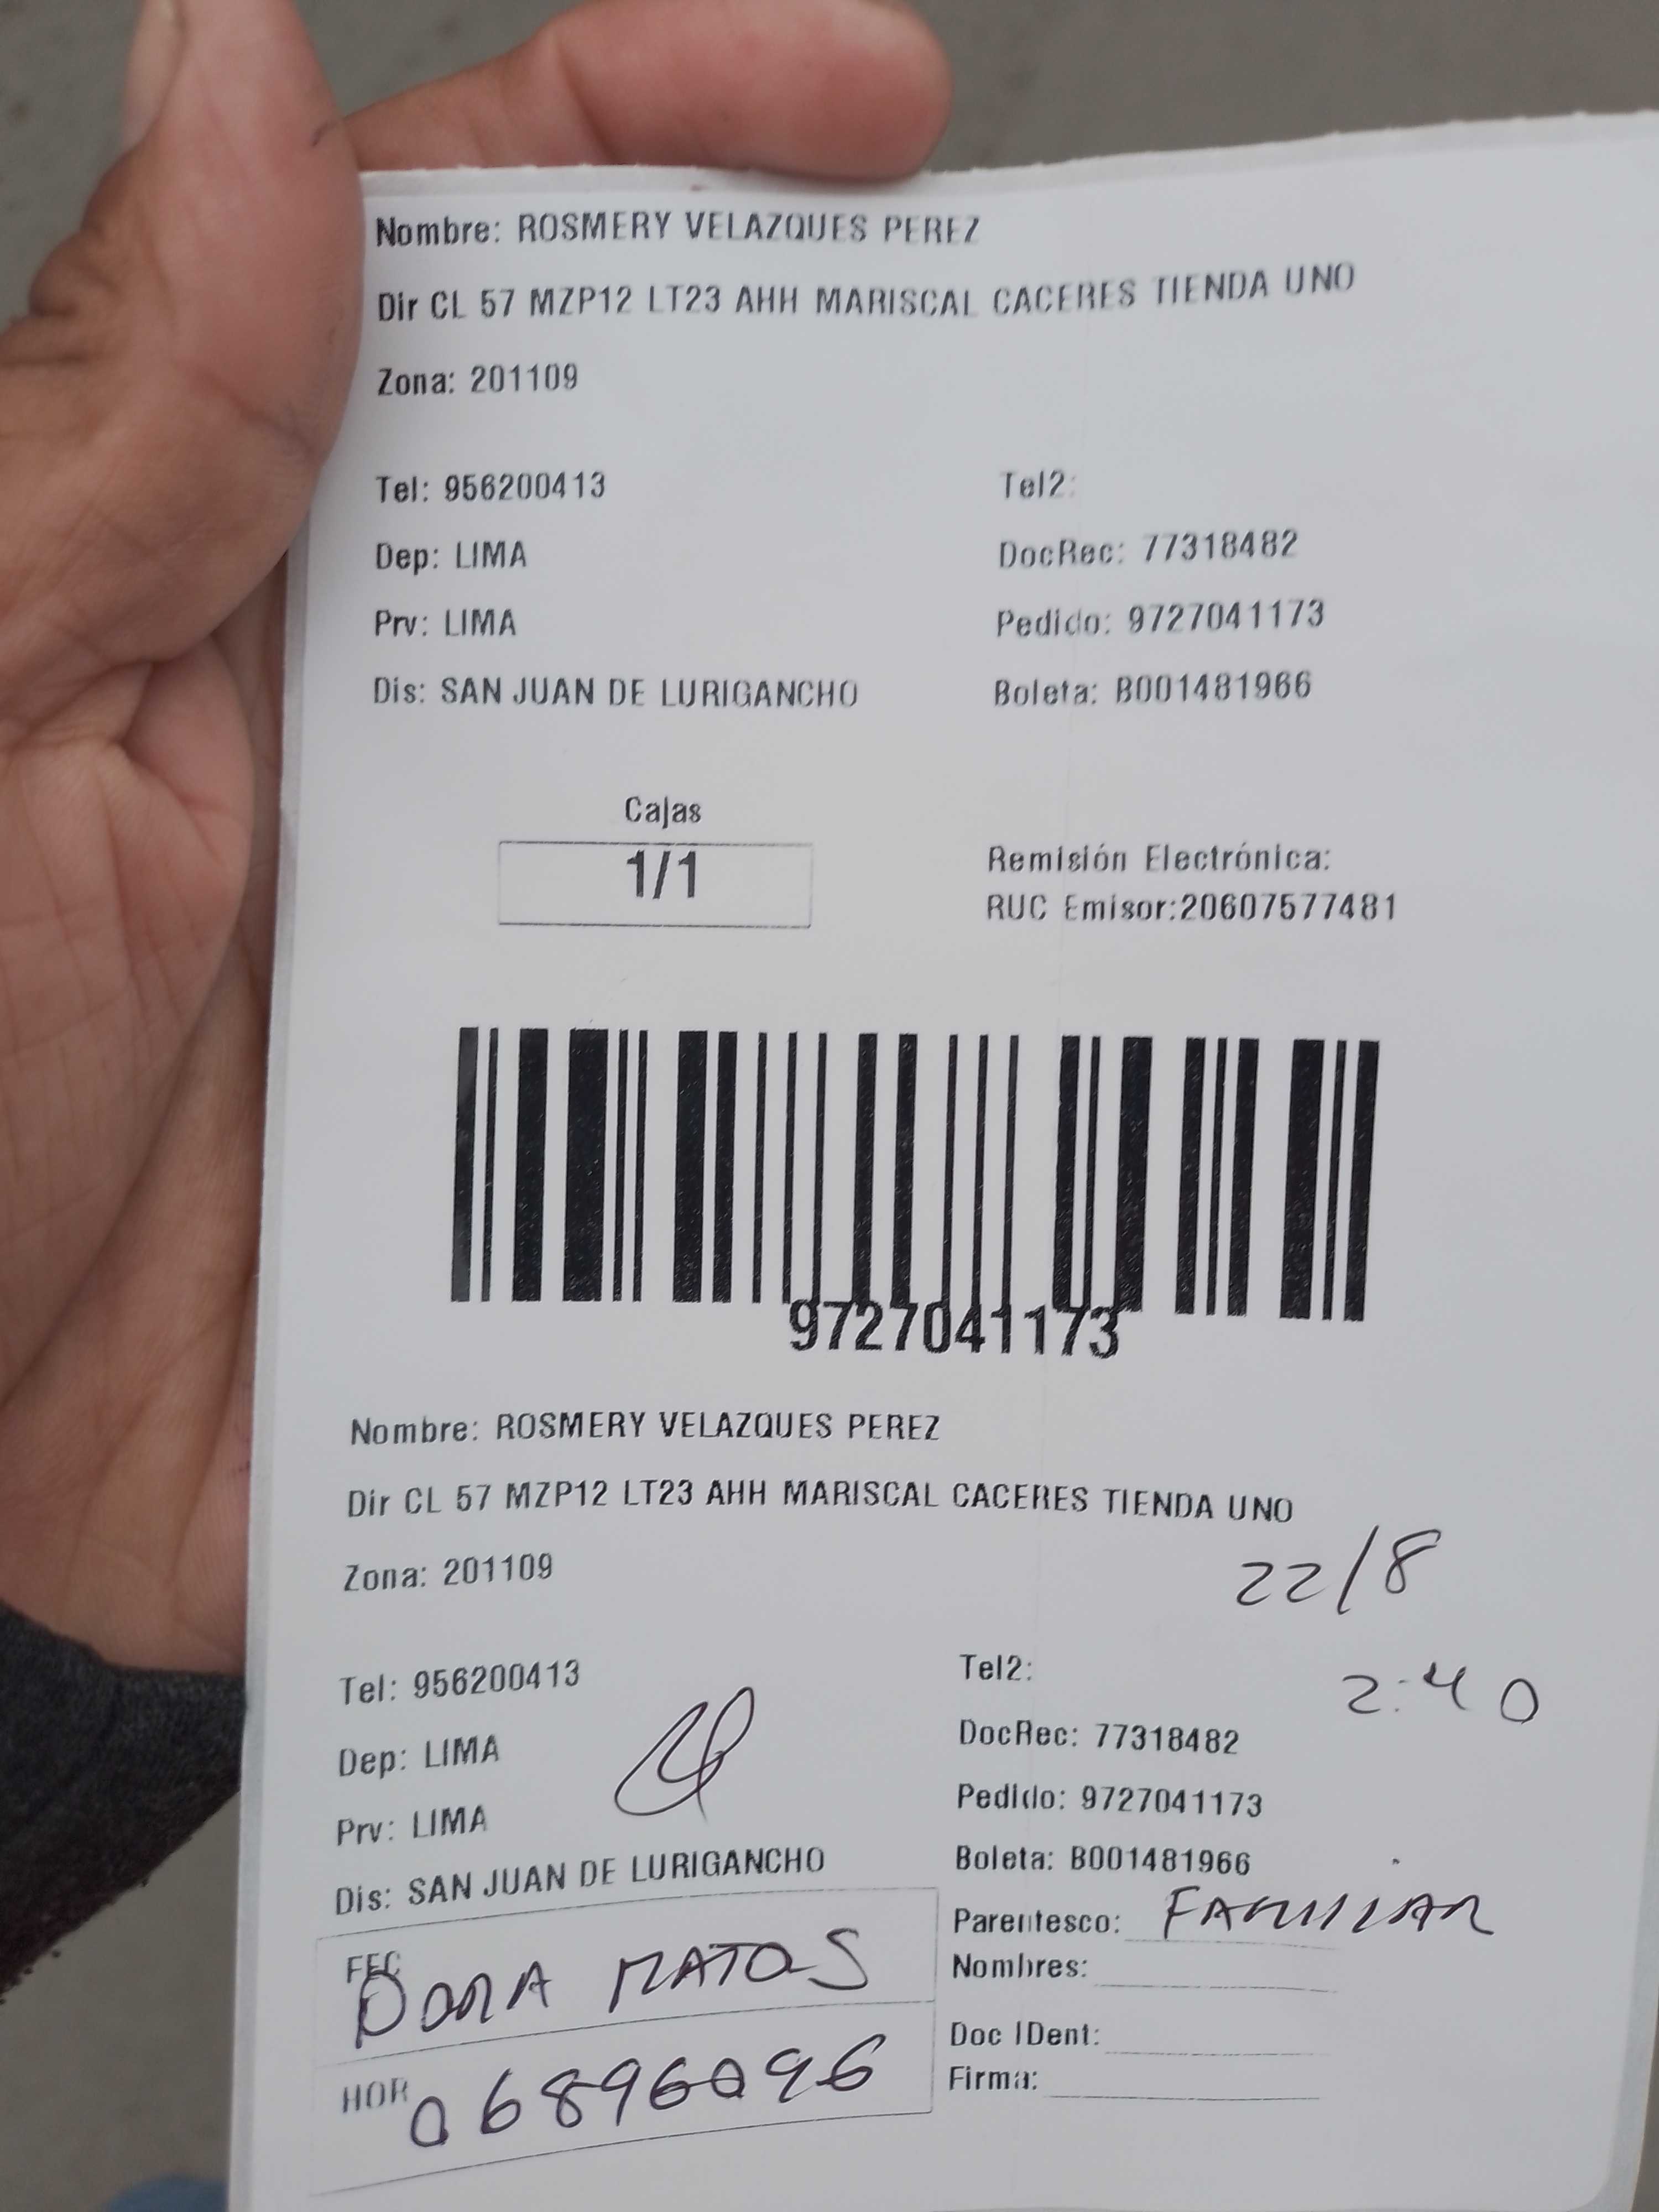 Nombre: ROSMERY VELAZQUES PEREZ
Dir CL 57 MZP12 LT23 AHH MARISCAL CACERES TIENDA UNO
Zona: 201109
Tel: 956200413
Tel2:
Dep: LIMA
DocRec: 77318482
Prv: LIMA
Pedido: 9727041173
Dis: SAN JUAN DE LURIGANCHO
Boleta: B001481966
Cajas
1/1
Remisión Electrónica:
RUC Emisor:20607577481
9727041173
Nombre: ROSMERY VELAZQUES PEREZ
Dir CL 57 MZP12 LT23 AHH MARISCAL CACERES TIENDA UNO
Zona: 201109
22/8
Tel: 956200413
Tel2:
2:40
Dep: LIMA
DocRec: 77318482
Prv: LIMA
Pedido: 9727041173
Dis: SAN JUAN DE LURIGANCHO
Boleta: B001481966
Parentesco: FAMILIAR
FEC
DORA MATOS
Nombres:
Doc IDent:
HOR 06896096
Firma: